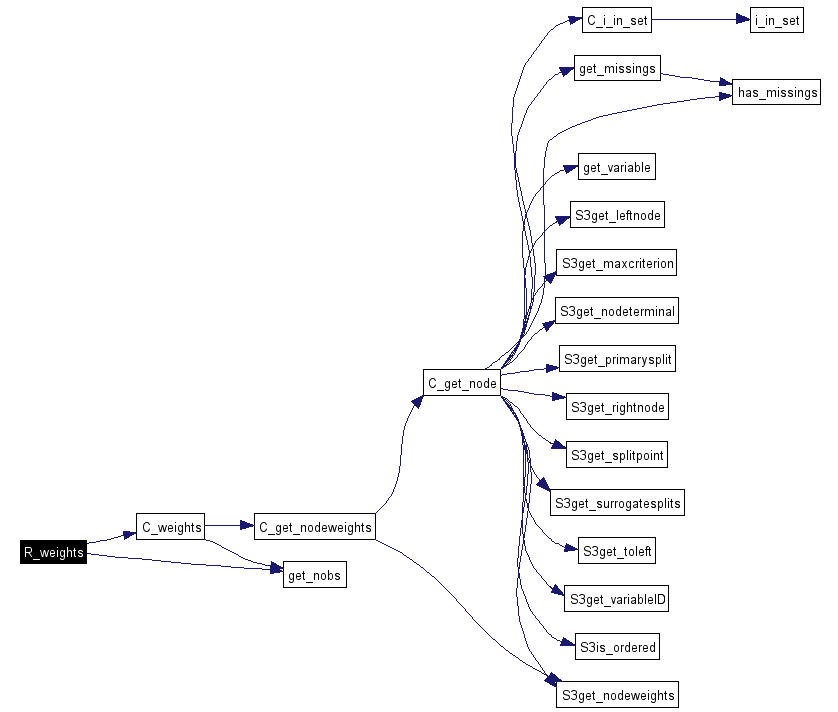 C_i_in_set
i_in_set
get_missings
has_missings
get_variable
S3get_leftnode
S3get_maxcriterion
S3get_nodeterminal
S3get_primarysplit
C_get_node
S3get_rightnode
S3get_splitpoint
S3get_surrogatesplits
C_weights
C_get_nodeweights
R_weights
S3get_toleft
get_nobs
S3get_variableID
S3is_ordered
S3get_nodeweights